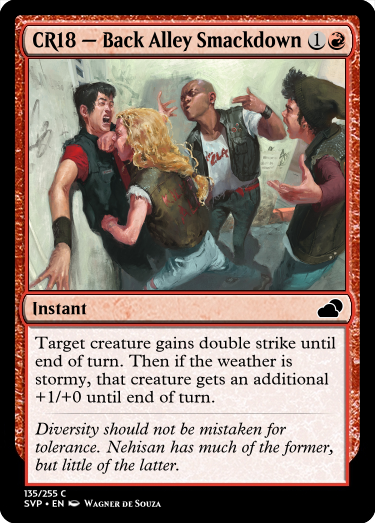 CR18 — Back Alley Smackdown 1
Instant
Target creature gains double strike until
end of turn. Then if the weather is
stormy, that creature gets an additional
+1/+0 until end of turn.
Diversity should not be mistaken for
tolerance. Nehisan has much of the former,
but little of the latter.
135/255 C
SVP • EN Wagner de Souza